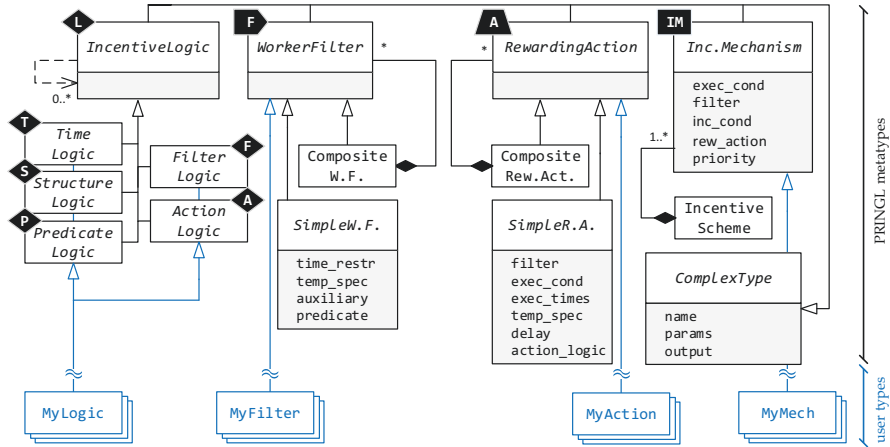 L
IncentiveLogic
0..*
F
WorkerFilter
*
A
*
RewardingAction
IM
Inc.Mechanism
exec_cond
filter
inc_cond
rew_action
priority
1..*
T
Time
Logic
S
Structure
Logic
P
Predicate
Logic
F
Filter
Logic
A
Action
Logic
Composite
W.F.
Composite
Rew.Act.
Incentive
Scheme
SimpleW.F.
time_restr
temp_spec
auxiliary
predicate
SimpleR.A.
filter
exec_cond
exec_times
temp_spec
delay
action_logic
ComplexType
name
params
output
PRINGL metatypes
MyLogic
MyFilter
MyAction
MyMech
user types